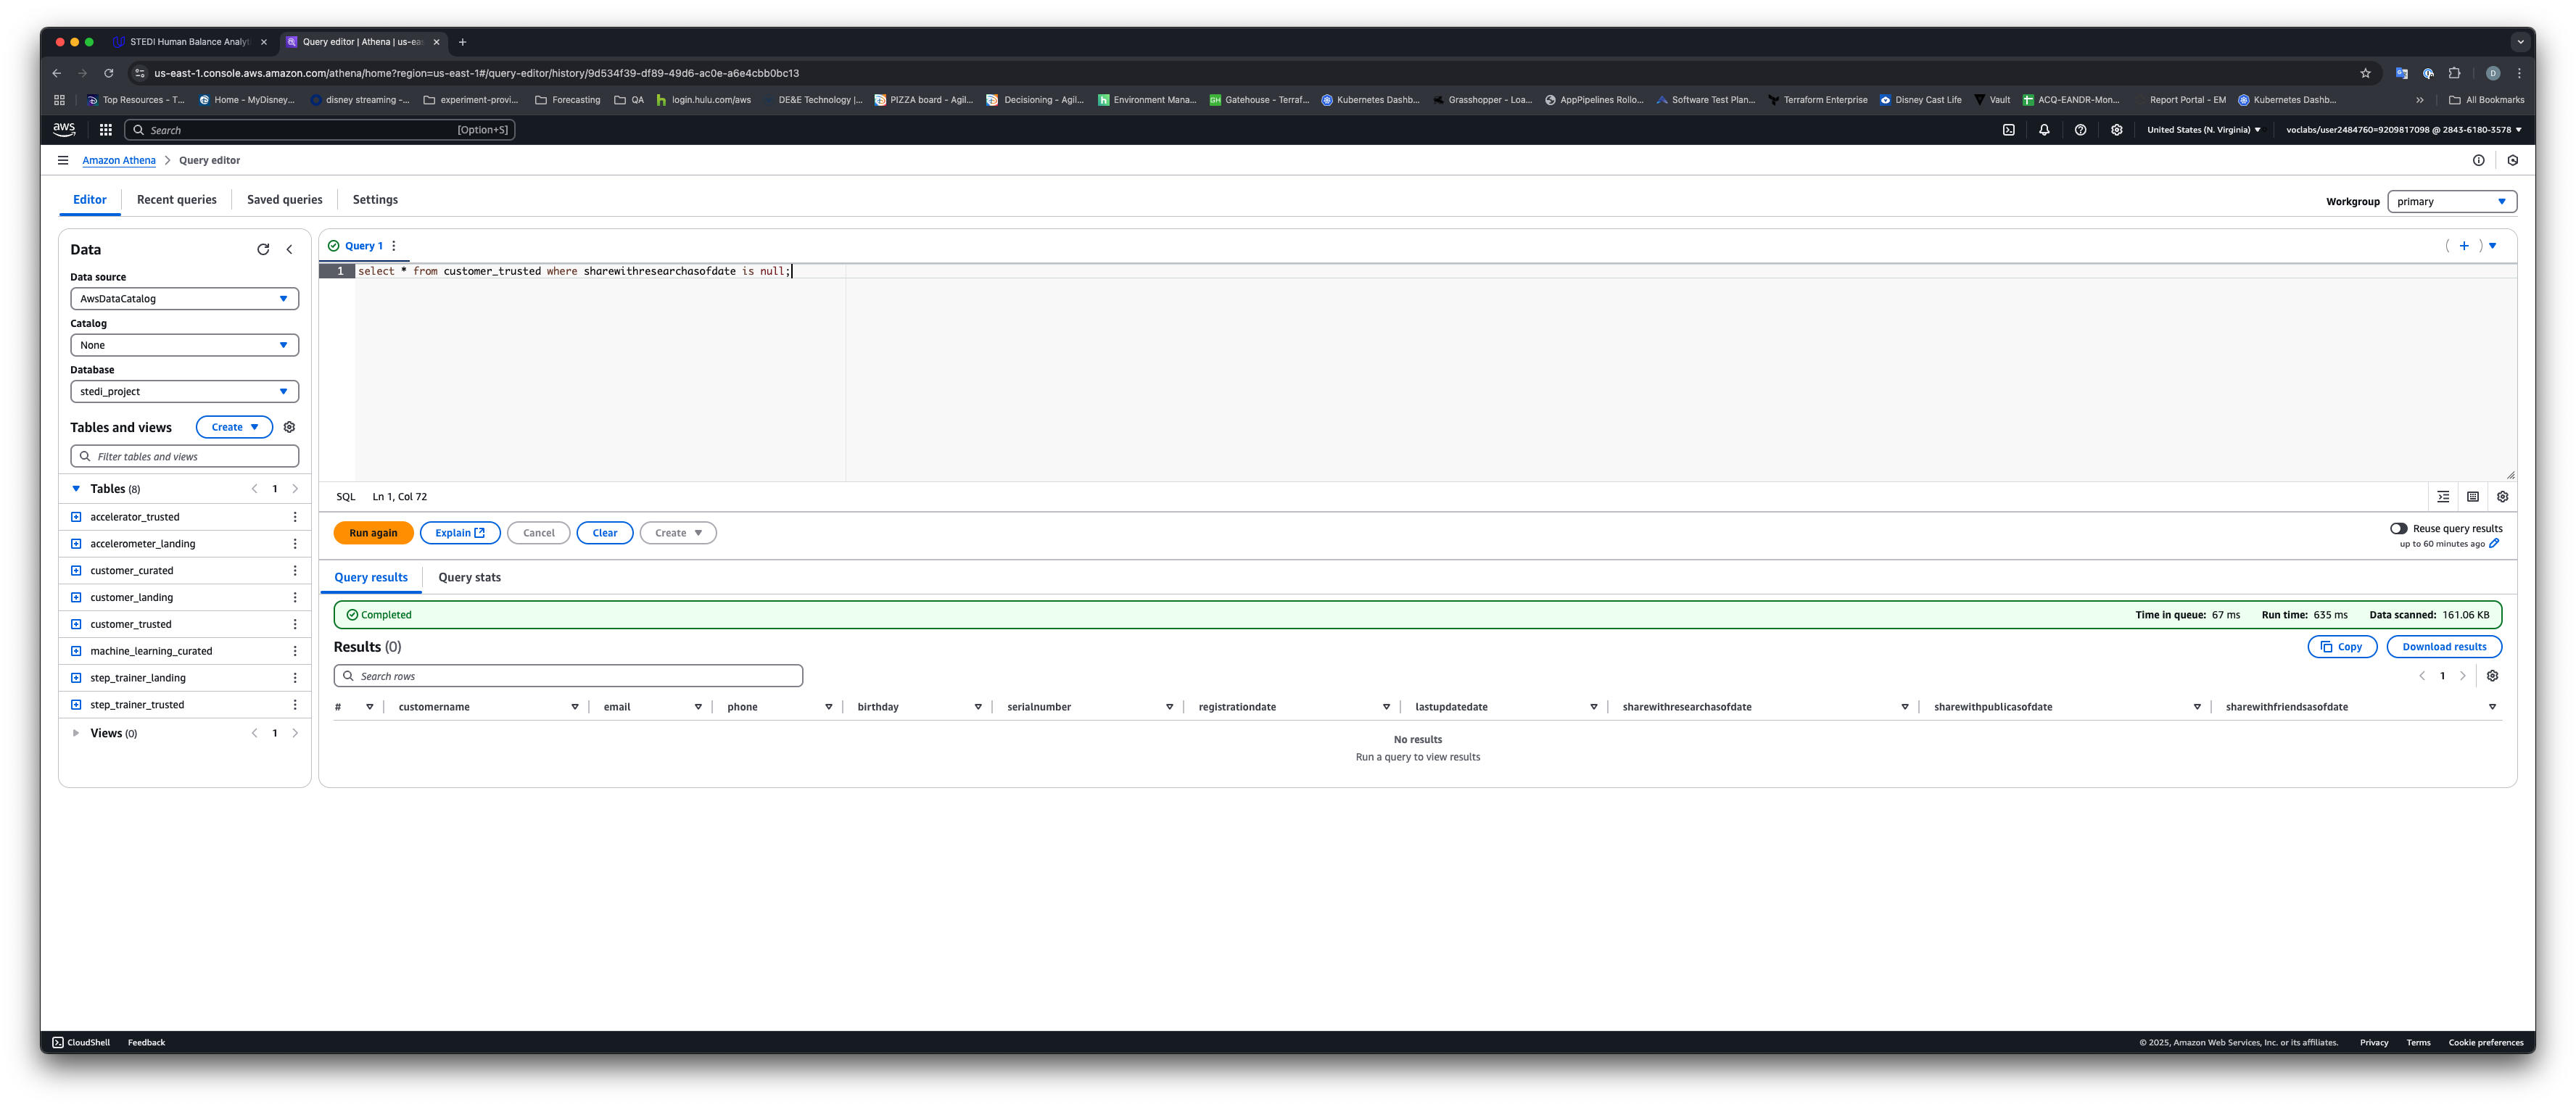 STEDI Human Balance Analyt
Query editor | Athena | us-eas
us-east-1.console.aws.amazon.com/athena/home?region=us-east-1#/query-editor/history/9d534f39-df89-49d6-ac0e-a6e4cbb0bc13
D
Top Resources - T...
Home - MyDisney...
disney streaming -...
experiment-provi...
Forecasting
QA
login.hulu.com/aws
DE&E Technology |...
PIZZA board - Agil...
Decisioning - Agil...
Environment Mana...
Gatehouse - Terraf...
Kubernetes Dashb...
Grasshopper - Loa...
AppPipelines Rollo...
Software Test Plan...
Terraform Enterprise
Disney Cast Life
Vault
ACQ-EANDR-Mon...
Report Portal - EM
Kubernetes Dashb...
All Bookmarks
aws
Search
[Option+S]
United States (N. Virginia)
voclabs/user2484760=9209817098 @ 2843-6180-3578
Amazon Athena > Query editor
Editor
Recent queries
Saved queries
Settings
Workgroup
primary
Data
Data source
AwsDataCatalog
Catalog
None
Database
stedi_project
Tables and views
Create
Filter tables and views
Tables (8)
1
accelerator_trusted
accelerometer_landing
customer_curated
customer_landing
customer_trusted
machine_learning_curated
step_trainer_landing
step_trainer_trusted
Views (0)
1
Query 1
1 select * from customer_trusted where sharewithresearchasofdate is null;
SQL Ln 1, Col 72
Run again
Explain
Cancel
Clear
Create
Reuse query results
up to 60 minutes ago
Query results
Query stats
Completed
Time in queue: 67 ms
Run time: 635 ms
Data scanned: 161.06 KB
Results (0)
Copy
Download results
Search rows
1
# customername email phone birthday serialnumber registrationdate lastupdatedate sharewithresearchasofdate sharewithpublicasofdate sharewithfriendsasofdate
No results
Run a query to view results
CloudShell
Feedback
© 2025, Amazon Web Services, Inc. or its affiliates.
Privacy
Terms
Cookie preferences